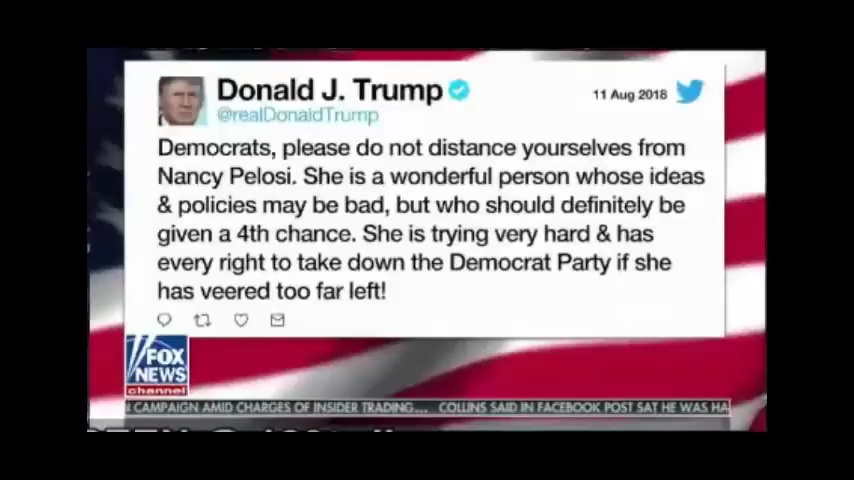 Donald J. Trump
11 Aug 2018
@realDonaldTrump
Democrats, please do not distance yourselves from
Nancy Pelosi. She is a wonderful person whose ideas
& policies may be bad, but who should definitely be
given a 4th chance. She is trying very hard & has
every right to take down the Democrat Party if she
has veered too far left!
FOX
NEWS
channel
CAMPAIGN AMID CHARGES OF INSIDER TRADING... COLLINS SAID IN FACEBOOK POST SAT HE WAS HA